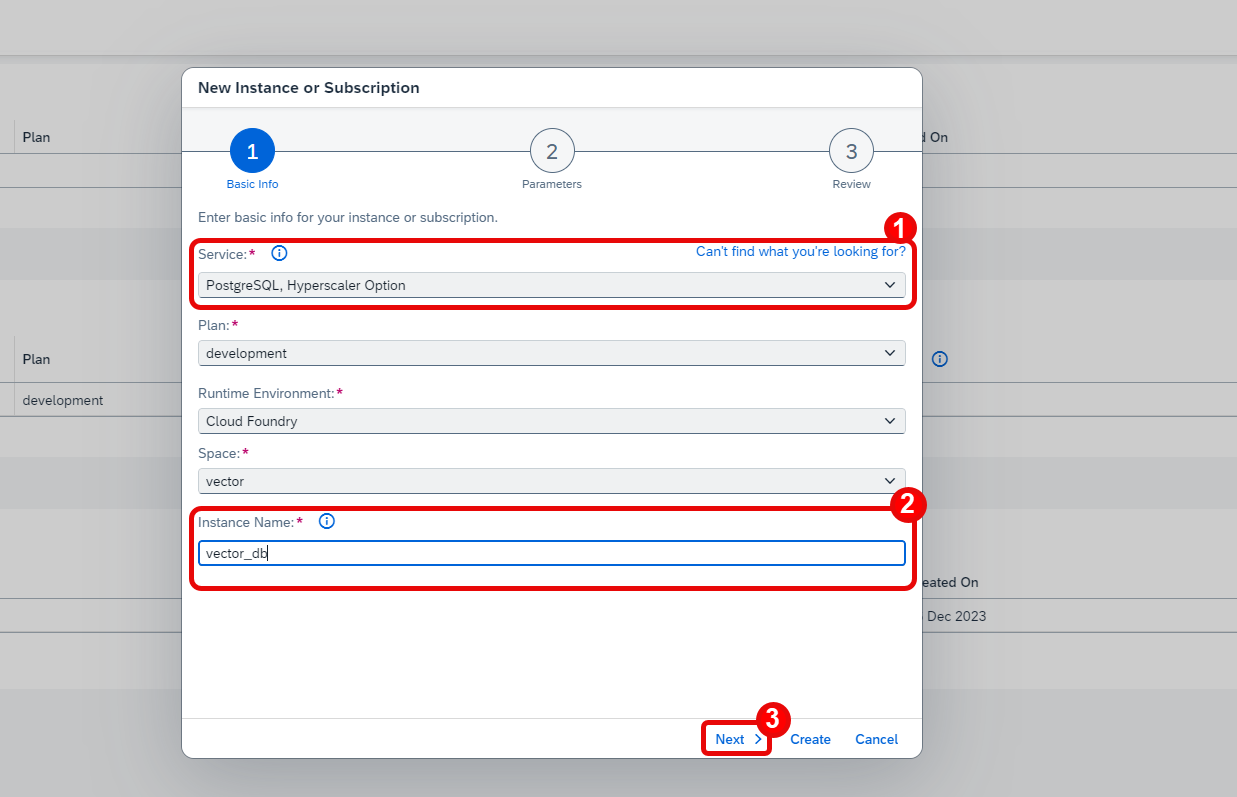 New Instance or Subscription
1
2
3
Basic Info
Parameters
Review
Enter basic info for your instance or subscription.
1
Service:*
Can't find what you're looking for?
PostgreSQL, Hyperscaler Option
Plan:*
development
Runtime Environment:*
Cloud Foundry
Space:*
vector
2
Instance Name:*
vector_db
3
Next
Create
Cancel
Plan
d On
Plan
development
eated On
Dec 2023